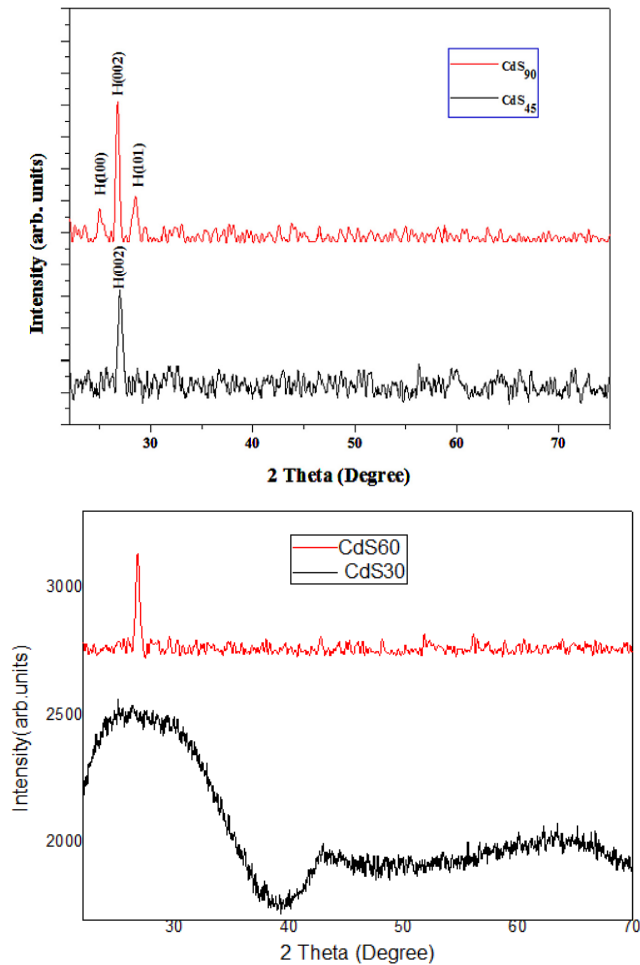 CdS90
CdS45
H(002)
H(100)
H(101)
H(002)
Intensity (arb. units)
30 40 50 60 70
2 Theta (Degree)
CdS60
CdS30
3000
2500
2000
Intensity(arb.units)
30 40 50 60 70
2 Theta (Degree)